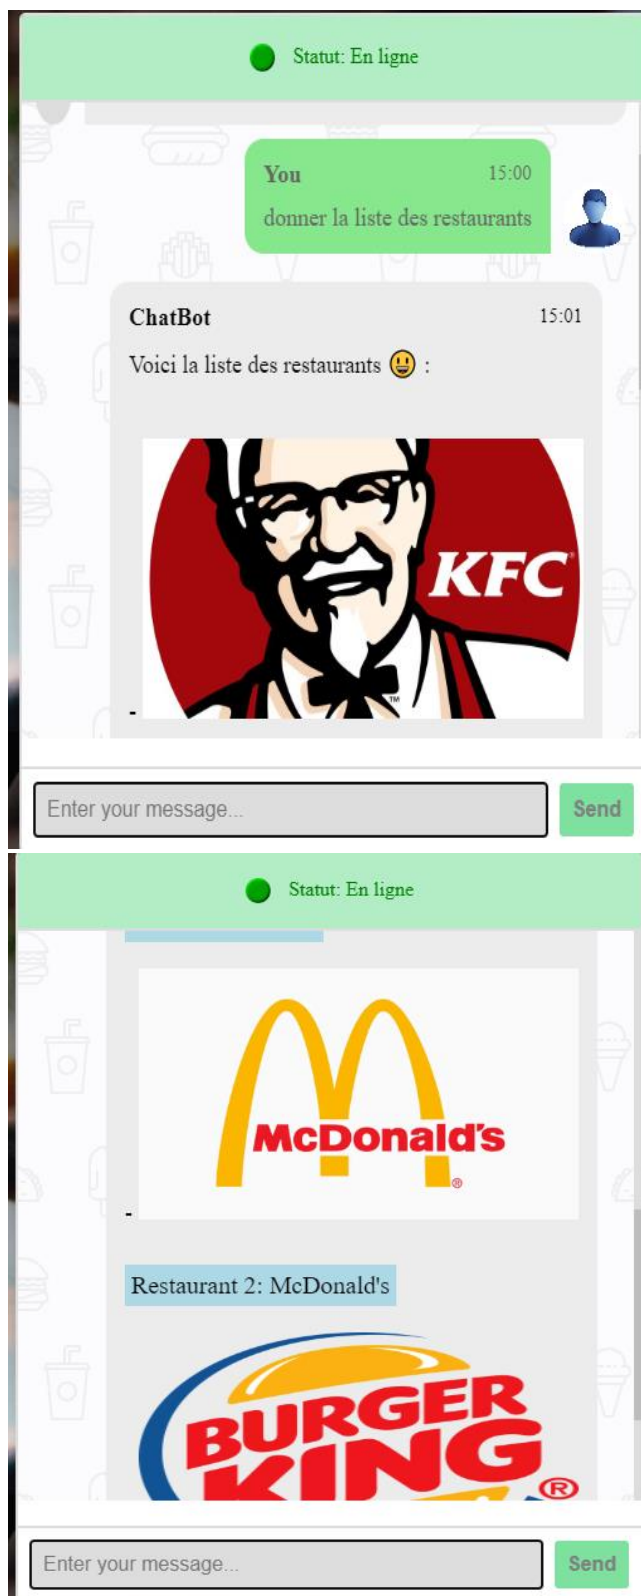 Statut: En ligne
You 15:00
donner la liste des restaurants
ChatBot 15:01
Voici la liste des restaurants 😃 :
KFC
TM
-
Enter your message... Send
Statut: En ligne
McDonald's
®
-
Restaurant 2: McDonald's
BURGER
KING
®
Enter your message... Send